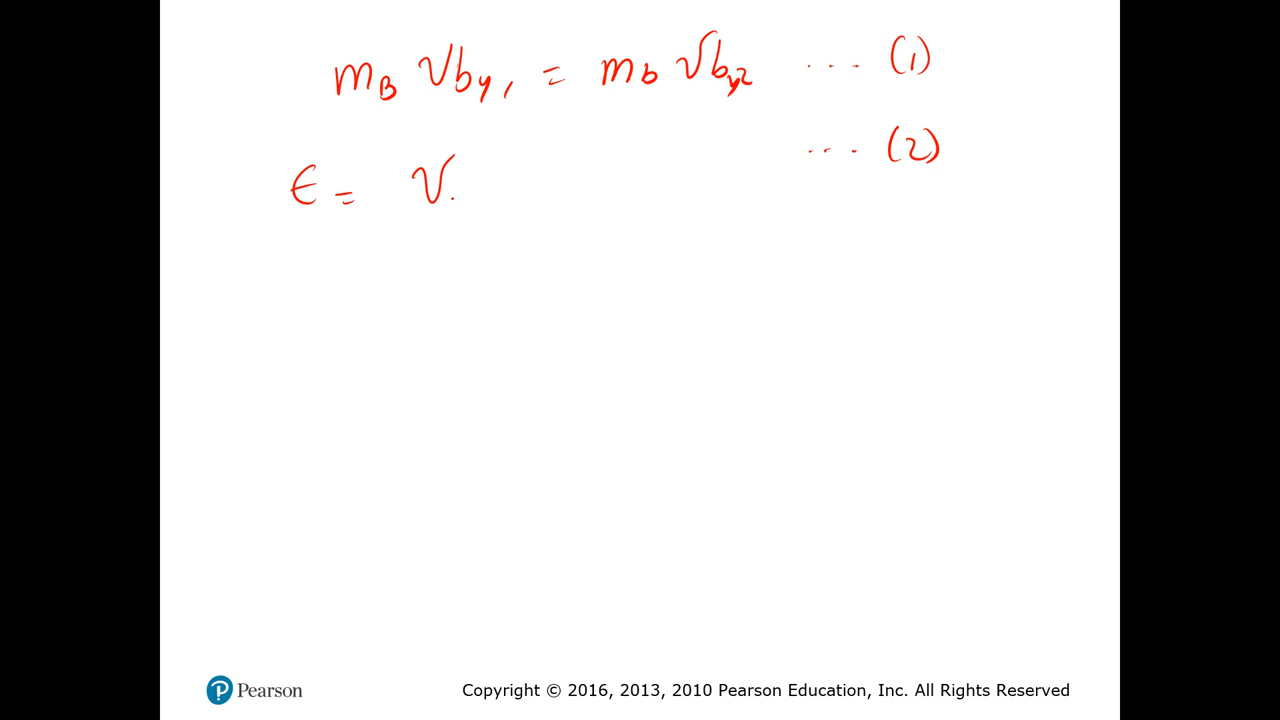 m_B v_by1 = m_b v_by2 ... (1)
... (2)
ϵ = v.
Pearson
Copyright © 2016, 2013, 2010 Pearson Education, Inc. All Rights Reserved